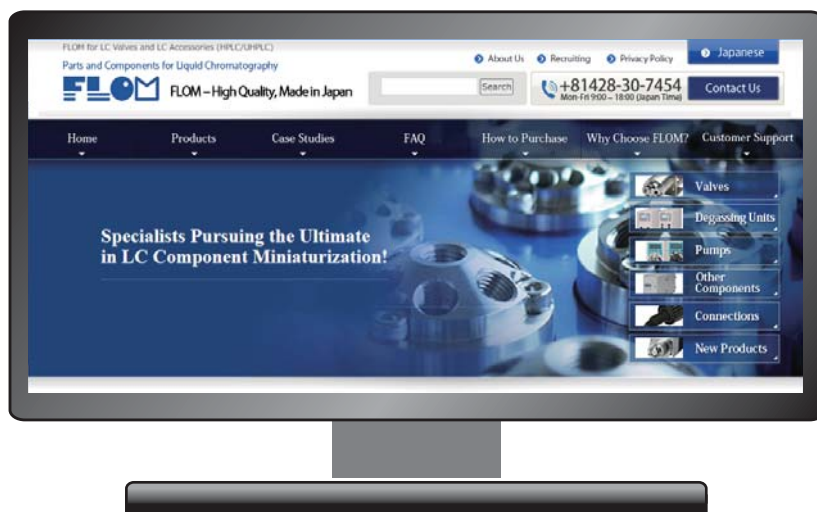 FLOM for LC Valves and LC Accessories (HPLC/UHPLC)
Parts and Components for Liquid Chromatography
FLOM
FLOM – High Quality, Made in Japan
About Us
Recruiting
Privacy Policy
Japanese
Search
+81428-30-7454
Mon-Fri 9:00 – 18:00 (Japan Time)
Contact Us
Home
Products
Case Studies
FAQ
How to Purchase
Why Choose FLOM?
Customer Support
Specialists Pursuing the Ultimate
in LC Component Miniaturization!
Valves
Degassing Units
Pumps
Other
Components
Connections
New Products